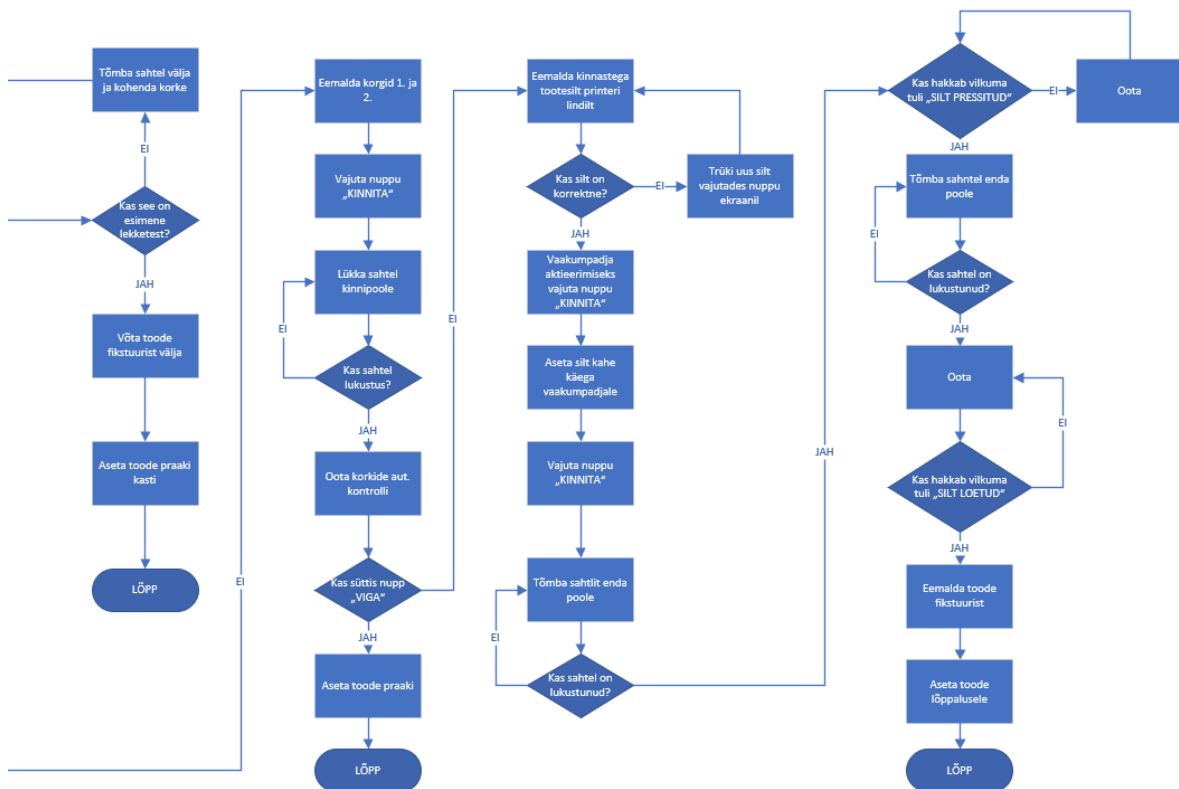 Tõmba sahtel välja
ja kohenda korke
EI
Kas see on
esimene
lekketest?
JAH
Võta toode
fikstuurist välja
Aseta toode praaki
kasti
LÕPP
EI
Eemalda korgid 1. ja
2.
Vajuta nuppu
„KINNITA“
Lükka sahtel
kinnipoole
EI
Kas sahtel
lukustus?
JAH
Oota korkide aut.
kontrolli
Kas süttis nupp
„VIGA“
JAH
Aseta toode praaki
LÕPP
EI
Eemalda kinnastega
tootesilt printeri
lindilt
Kas silt on
korrektne?
EI
Trüki uus silt
vajutades nuppu
ekraanil
JAH
Vaakumpadja
aktieerimiseks
vajuta nuppu
„KINNITA“
Aseta silt kahe
käega
vaakumpadjale
Vajuta nuppu
„KINNITA“
Tõmba sahtlit enda
poole
EI
Kas sahtel on
lukustunud?
JAH
Kas hakkab vilkuma
tuli „SILT PRESSITUD“
EI
Oota
JAH
Tõmba sahntel enda
poole
EI
Kas sahtel on
lukustunud?
JAH
Oota
EI
Kas hakkab vilkuma
tuli „SILT LOETUD“
JAH
Eemalda toode
fikstuurist
Aseta toode
lõppalusele
LÕPP